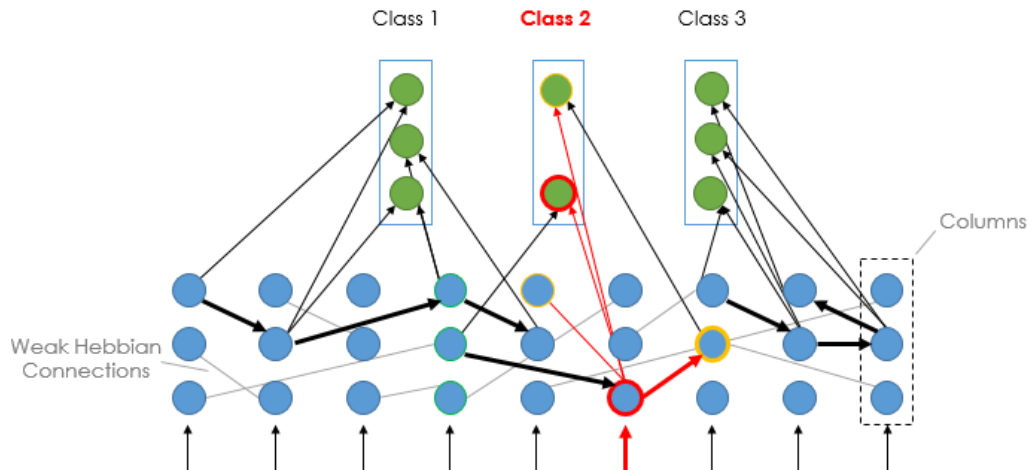 Class 1
Class 2
Class 3
Columns
Weak Hebbian
Connections